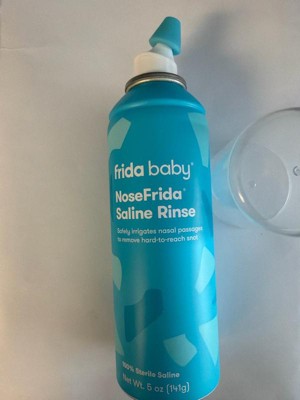 frida baby®
NoseFrida®
Saline Rinse
Safely irrigates nasal passages
to remove hard-to-reach snot
100% Sterile Saline
Net Wt. 5 oz (141g)